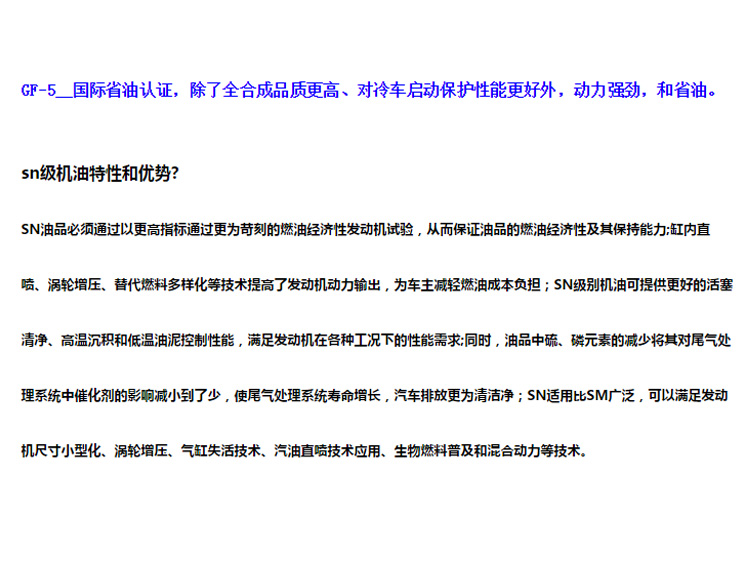 GF-5__国际省油认证，除了全合成品质更高、对冷车启动保护性能更好外，动力强劲，和省油。
sn级机油特性和优势?
SN油品必须通过以更高指标通过更为苛刻的燃油经济性发动机试验，从而保证油品的燃油经济性及其保持能力;缸内直
喷、涡轮增压、替代燃料多样化等技术提高了发动机动力输出，为车主减轻燃油成本负担；SN级别机油可提供更好的活塞
清净、高温沉积和低温油泥控制性能，满足发动机在各种工况下的性能需求;同时，油品中硫、磷元素的减少将其对尾气处
理系统中催化剂的影响减小到了少，使尾气处理系统寿命增长，汽车排放更为清洁净；SN适用比SM广泛，可以满足发动
机尺寸小型化、涡轮增压、气缸失活技术、汽油直喷技术应用、生物燃料普及和混合动力等技术。